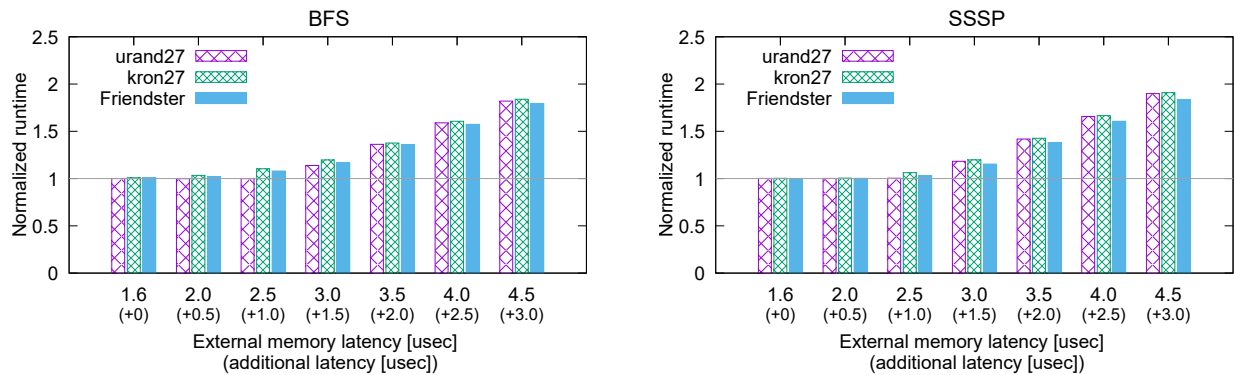 BFS
Normalized runtime
2.5
2
1.5
1
0.5
0
urand27
kron27
Friendster
1.6 2.0 2.5 3.0 3.5 4.0 4.5
(+0) (+0.5) (+1.0) (+1.5) (+2.0) (+2.5) (+3.0)
External memory latency [usec]
(additional latency [usec])
SSSP
Normalized runtime
2.5
2
1.5
1
0.5
0
urand27
kron27
Friendster
1.6 2.0 2.5 3.0 3.5 4.0 4.5
(+0) (+0.5) (+1.0) (+1.5) (+2.0) (+2.5) (+3.0)
External memory latency [usec]
(additional latency [usec])